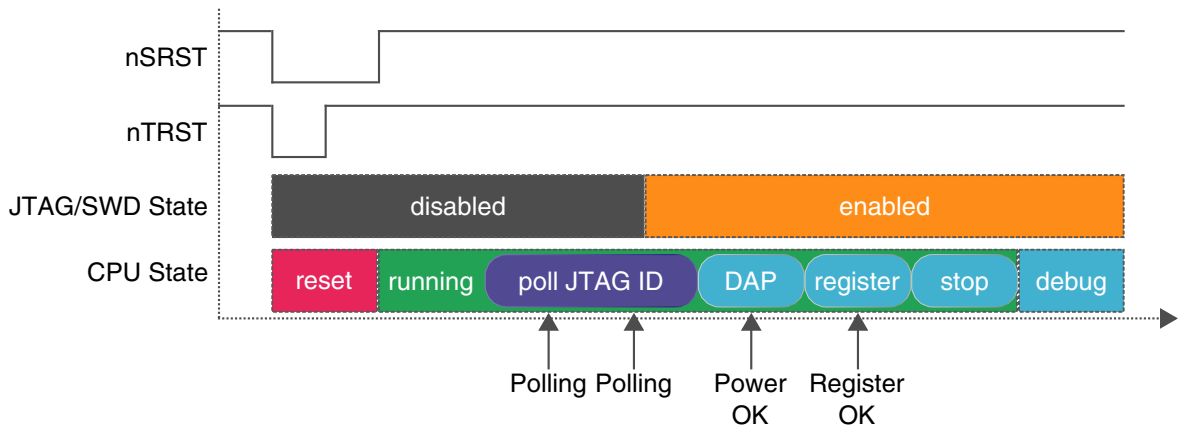 nSRST
nTRST
JTAG/SWD State
disabled
enabled
CPU State
reset
running
poll JTAG ID
DAP
register
stop
debug
Polling
Polling
Power
OK
Register
OK